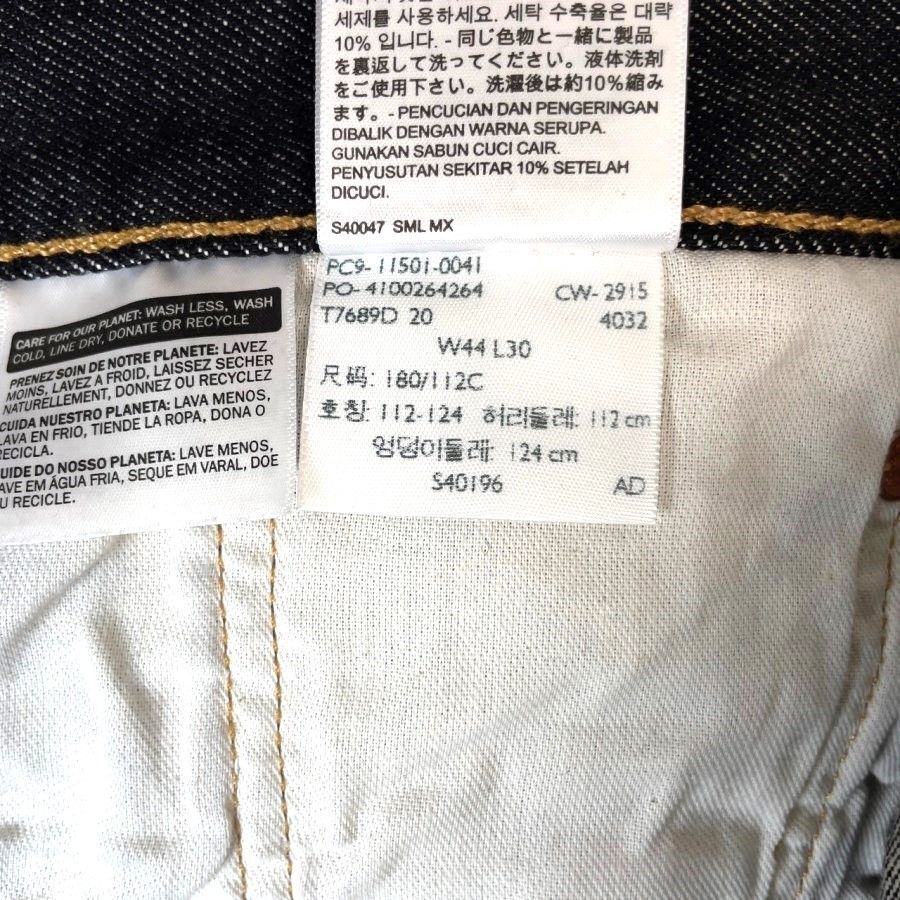 세제를 사용하세요. 세탁 수축율은 대략
10% 입니다. - 同じ色物と一緒に製品
を裏返して洗ってください。液体洗剤
をご使用下さい。洗濯後は約10%縮み
ます。- PENCUCIAN DAN PENGERINGAN
DIBALIK DENGAN WARNA SERUPA.
GUNAKAN SABUN CUCI CAIR.
PENYUSUTAN SEKITAR 10% SETELAH
DICUCI.
S40047 SML MX
PC9-11501-0041
PO-4100264264 CW-2915
T7689D 20 4032
W44 L30
尺码: 180/112C
호칭: 112-124 허리둘레: 112 cm
엉덩이둘레: 124 cm
S40196 AD
CARE FOR OUR PLANET: WASH LESS, WASH
COLD, LINE DRY, DONATE OR RECYCLE
PRENEZ SOIN DE NOTRE PLANETE: LAVEZ
MOINS, LAVEZ A FROID, LAISSEZ SECHER
NATURELLEMENT, DONNEZ OU RECYCLEZ
CUIDA NUESTRO PLANETA: LAVA MENOS,
LAVA EN FRIO, TIENDE LA ROPA, DONA O
RECICLA.
CUIDE DO NOSSO PLANETA: LAVE MENOS,
LAVE EM ÁGUA FRIA, SEQUE EM VARAL, DOE
OU RECICLE.